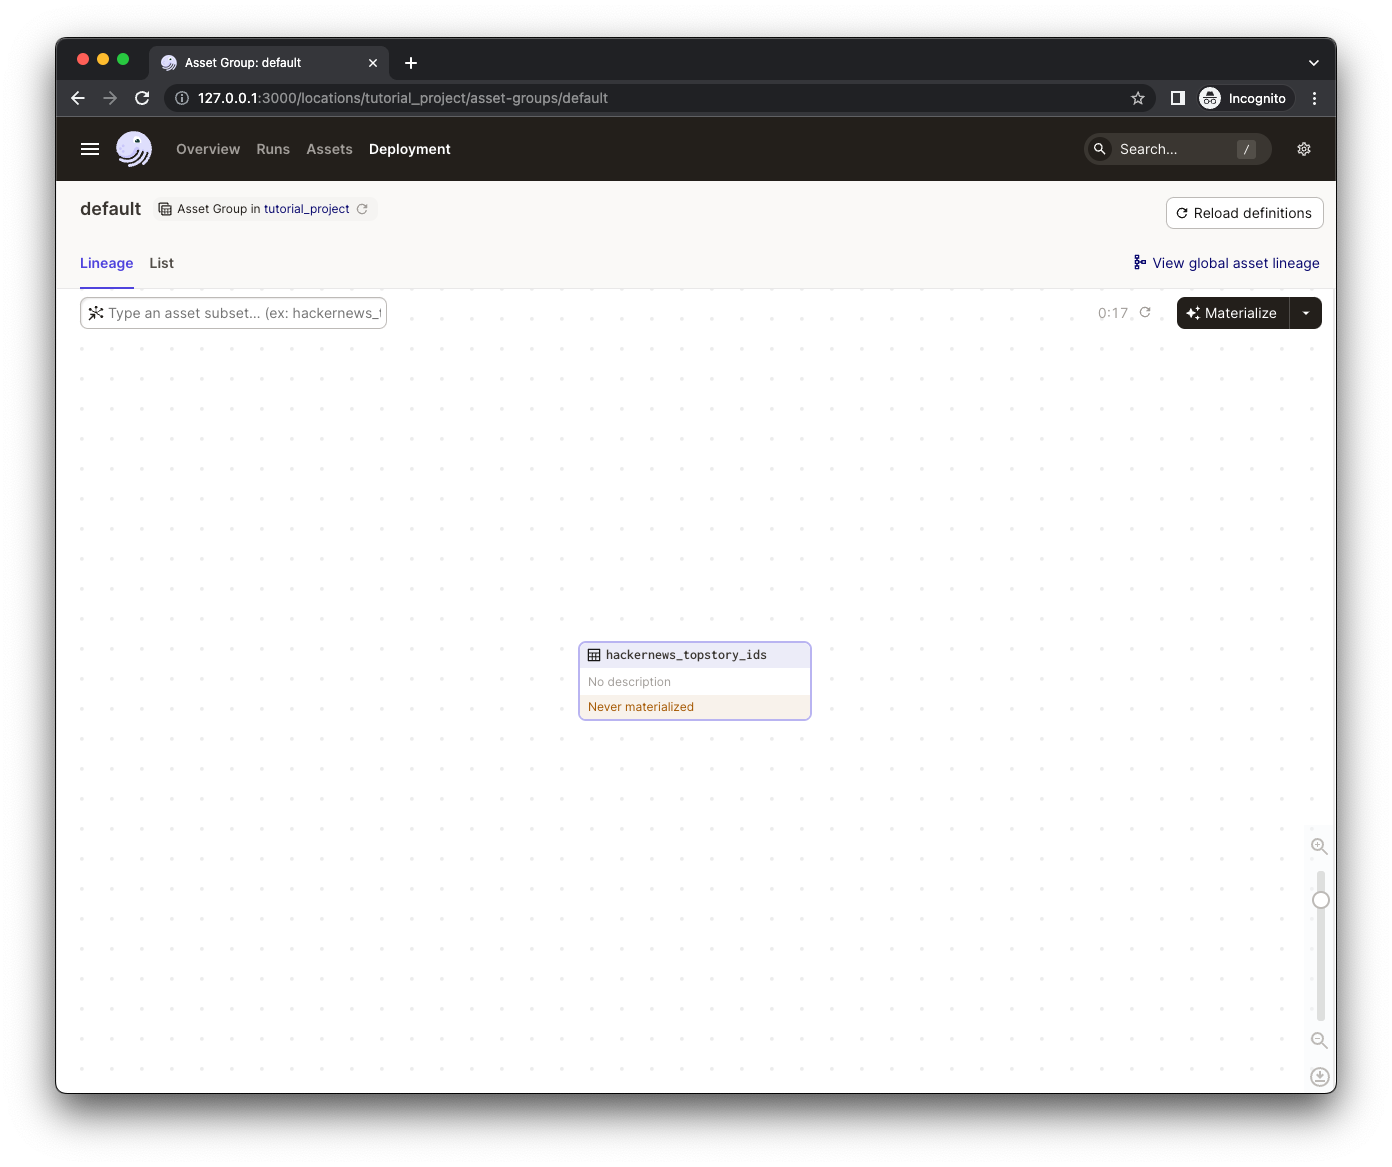 Asset Group: default
127.0.0.1:3000/locations/tutorial_project/asset-groups/default
Incognito
Overview Runs Assets Deployment
Search... /
default Asset Group in tutorial_project
Reload definitions
Lineage List
View global asset lineage
Type an asset subset… (ex: hackernews_t
0:17
Materialize
hackernews_topstory_ids
No description
Never materialized